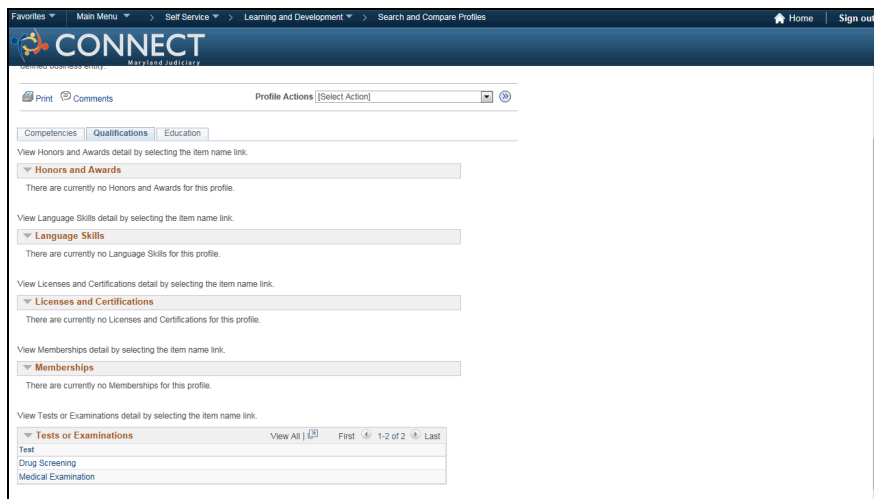 Favorites Main Menu > Self Service > Learning and Development > Search and Compare Profiles Home Sign out
CONNECT
Maryland Judiciary
defined business entity.
Print Comments Profile Actions [Select Action]
Competencies Qualifications Education
View Honors and Awards detail by selecting the item name link.
Honors and Awards
There are currently no Honors and Awards for this profile.
View Language Skills detail by selecting the item name link.
Language Skills
There are currently no Language Skills for this profile.
View Licenses and Certifications detail by selecting the item name link.
Licenses and Certifications
There are currently no Licenses and Certifications for this profile.
View Memberships detail by selecting the item name link.
Memberships
There are currently no Memberships for this profile.
View Tests or Examinations detail by selecting the item name link.
Tests or Examinations View All | First 1-2 of 2 Last
Test
Drug Screening
Medical Examination